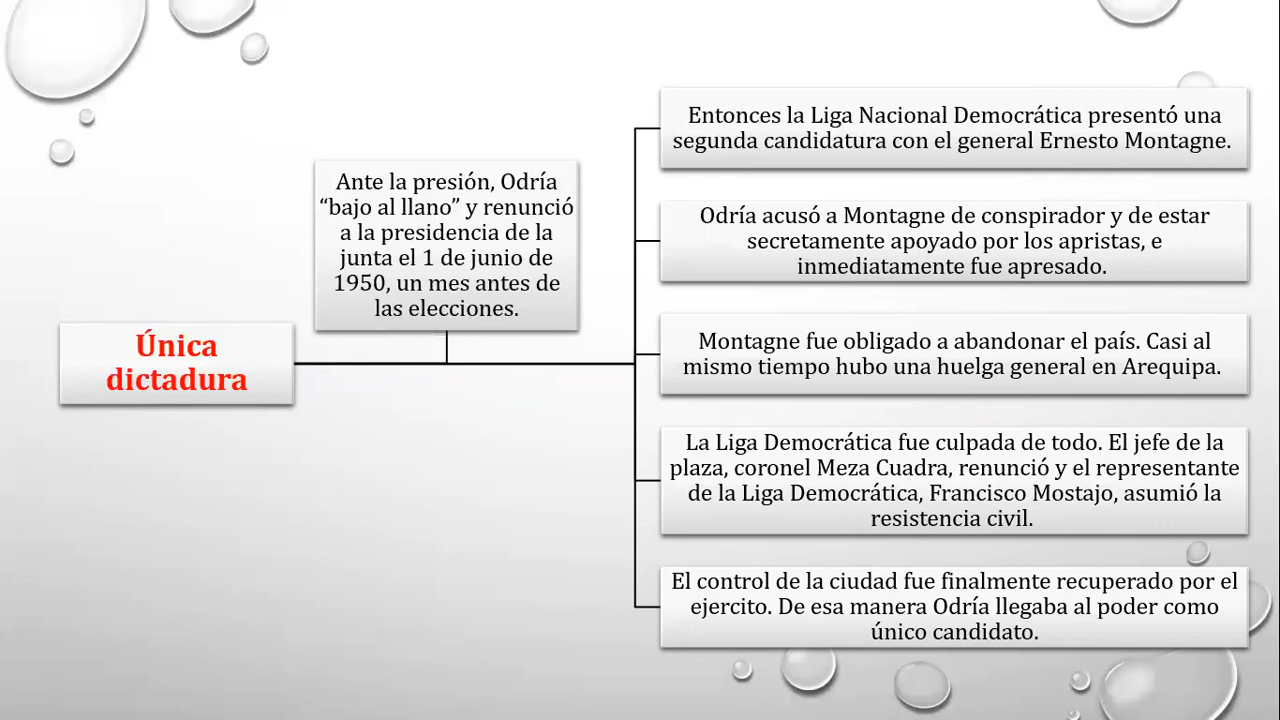 Única
dictadura
Ante la presión, Odría
“bajo al llano” y renunció
a la presidencia de la
junta el 1 de junio de
1950, un mes antes de
las elecciones.
Entonces la Liga Nacional Democrática presentó una
segunda candidatura con el general Ernesto Montagne.
Odría acusó a Montagne de conspirador y de estar
secretamente apoyado por los apristas, e
inmediatamente fue apresado.
Montagne fue obligado a abandonar el país. Casi al
mismo tiempo hubo una huelga general en Arequipa.
La Liga Democrática fue culpada de todo. El jefe de la
plaza, coronel Meza Cuadra, renunció y el representante
de la Liga Democrática, Francisco Mostajo, asumió la
resistencia civil.
El control de la ciudad fue finalmente recuperado por el
ejercito. De esa manera Odría llegaba al poder como
único candidato.